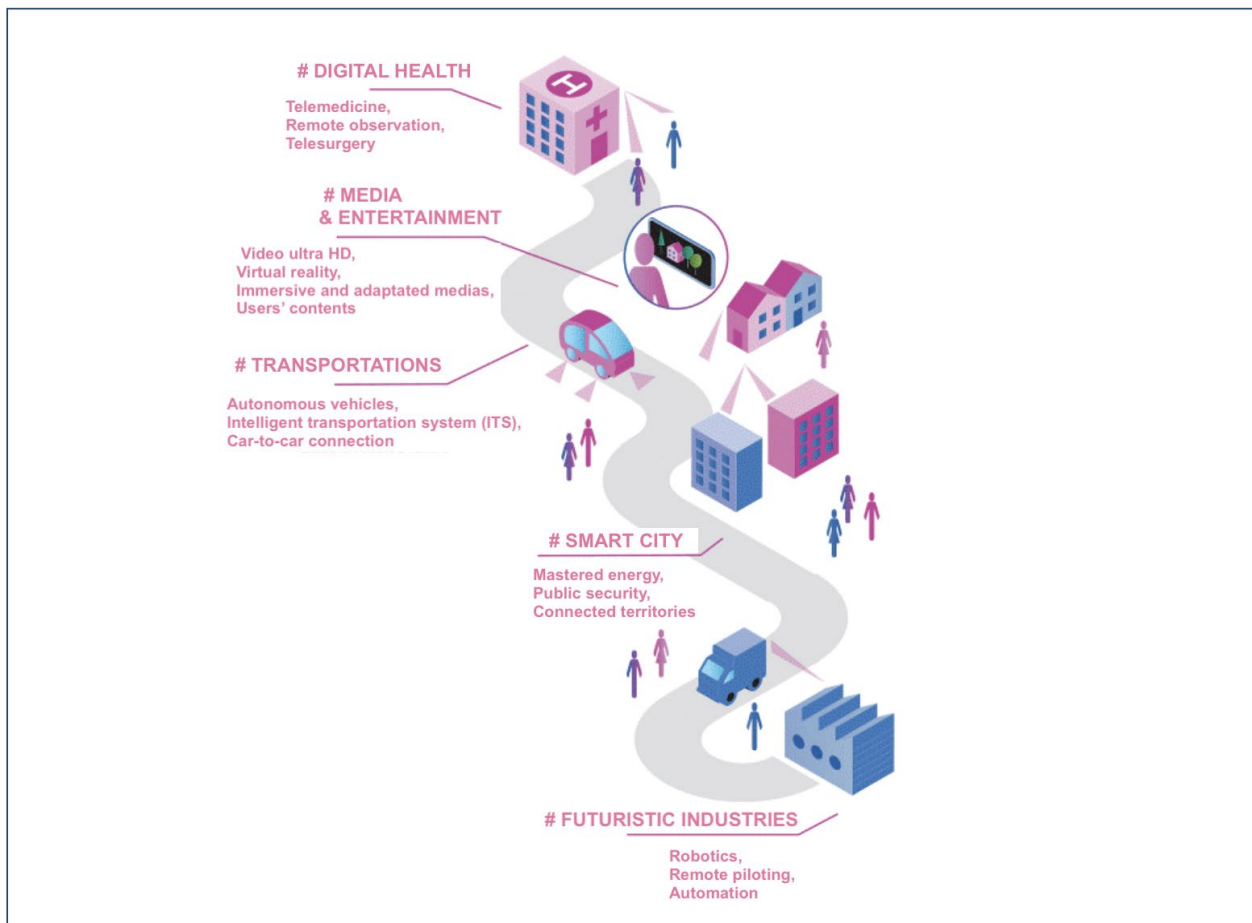 # DIGITAL HEALTH
Telemedicine,
Remote observation,
Telesurgery
# MEDIA
& ENTERTAINMENT
Video ultra HD,
Virtual reality,
Immersive and adaptated medias,
Users’ contents
# TRANSPORTATIONS
Autonomous vehicles,
Intelligent transportation system (ITS),
Car-to-car connection
# SMART CITY
Mastered energy,
Public security,
Connected territories
# FUTURISTIC INDUSTRIES
Robotics,
Remote piloting,
Automation
H